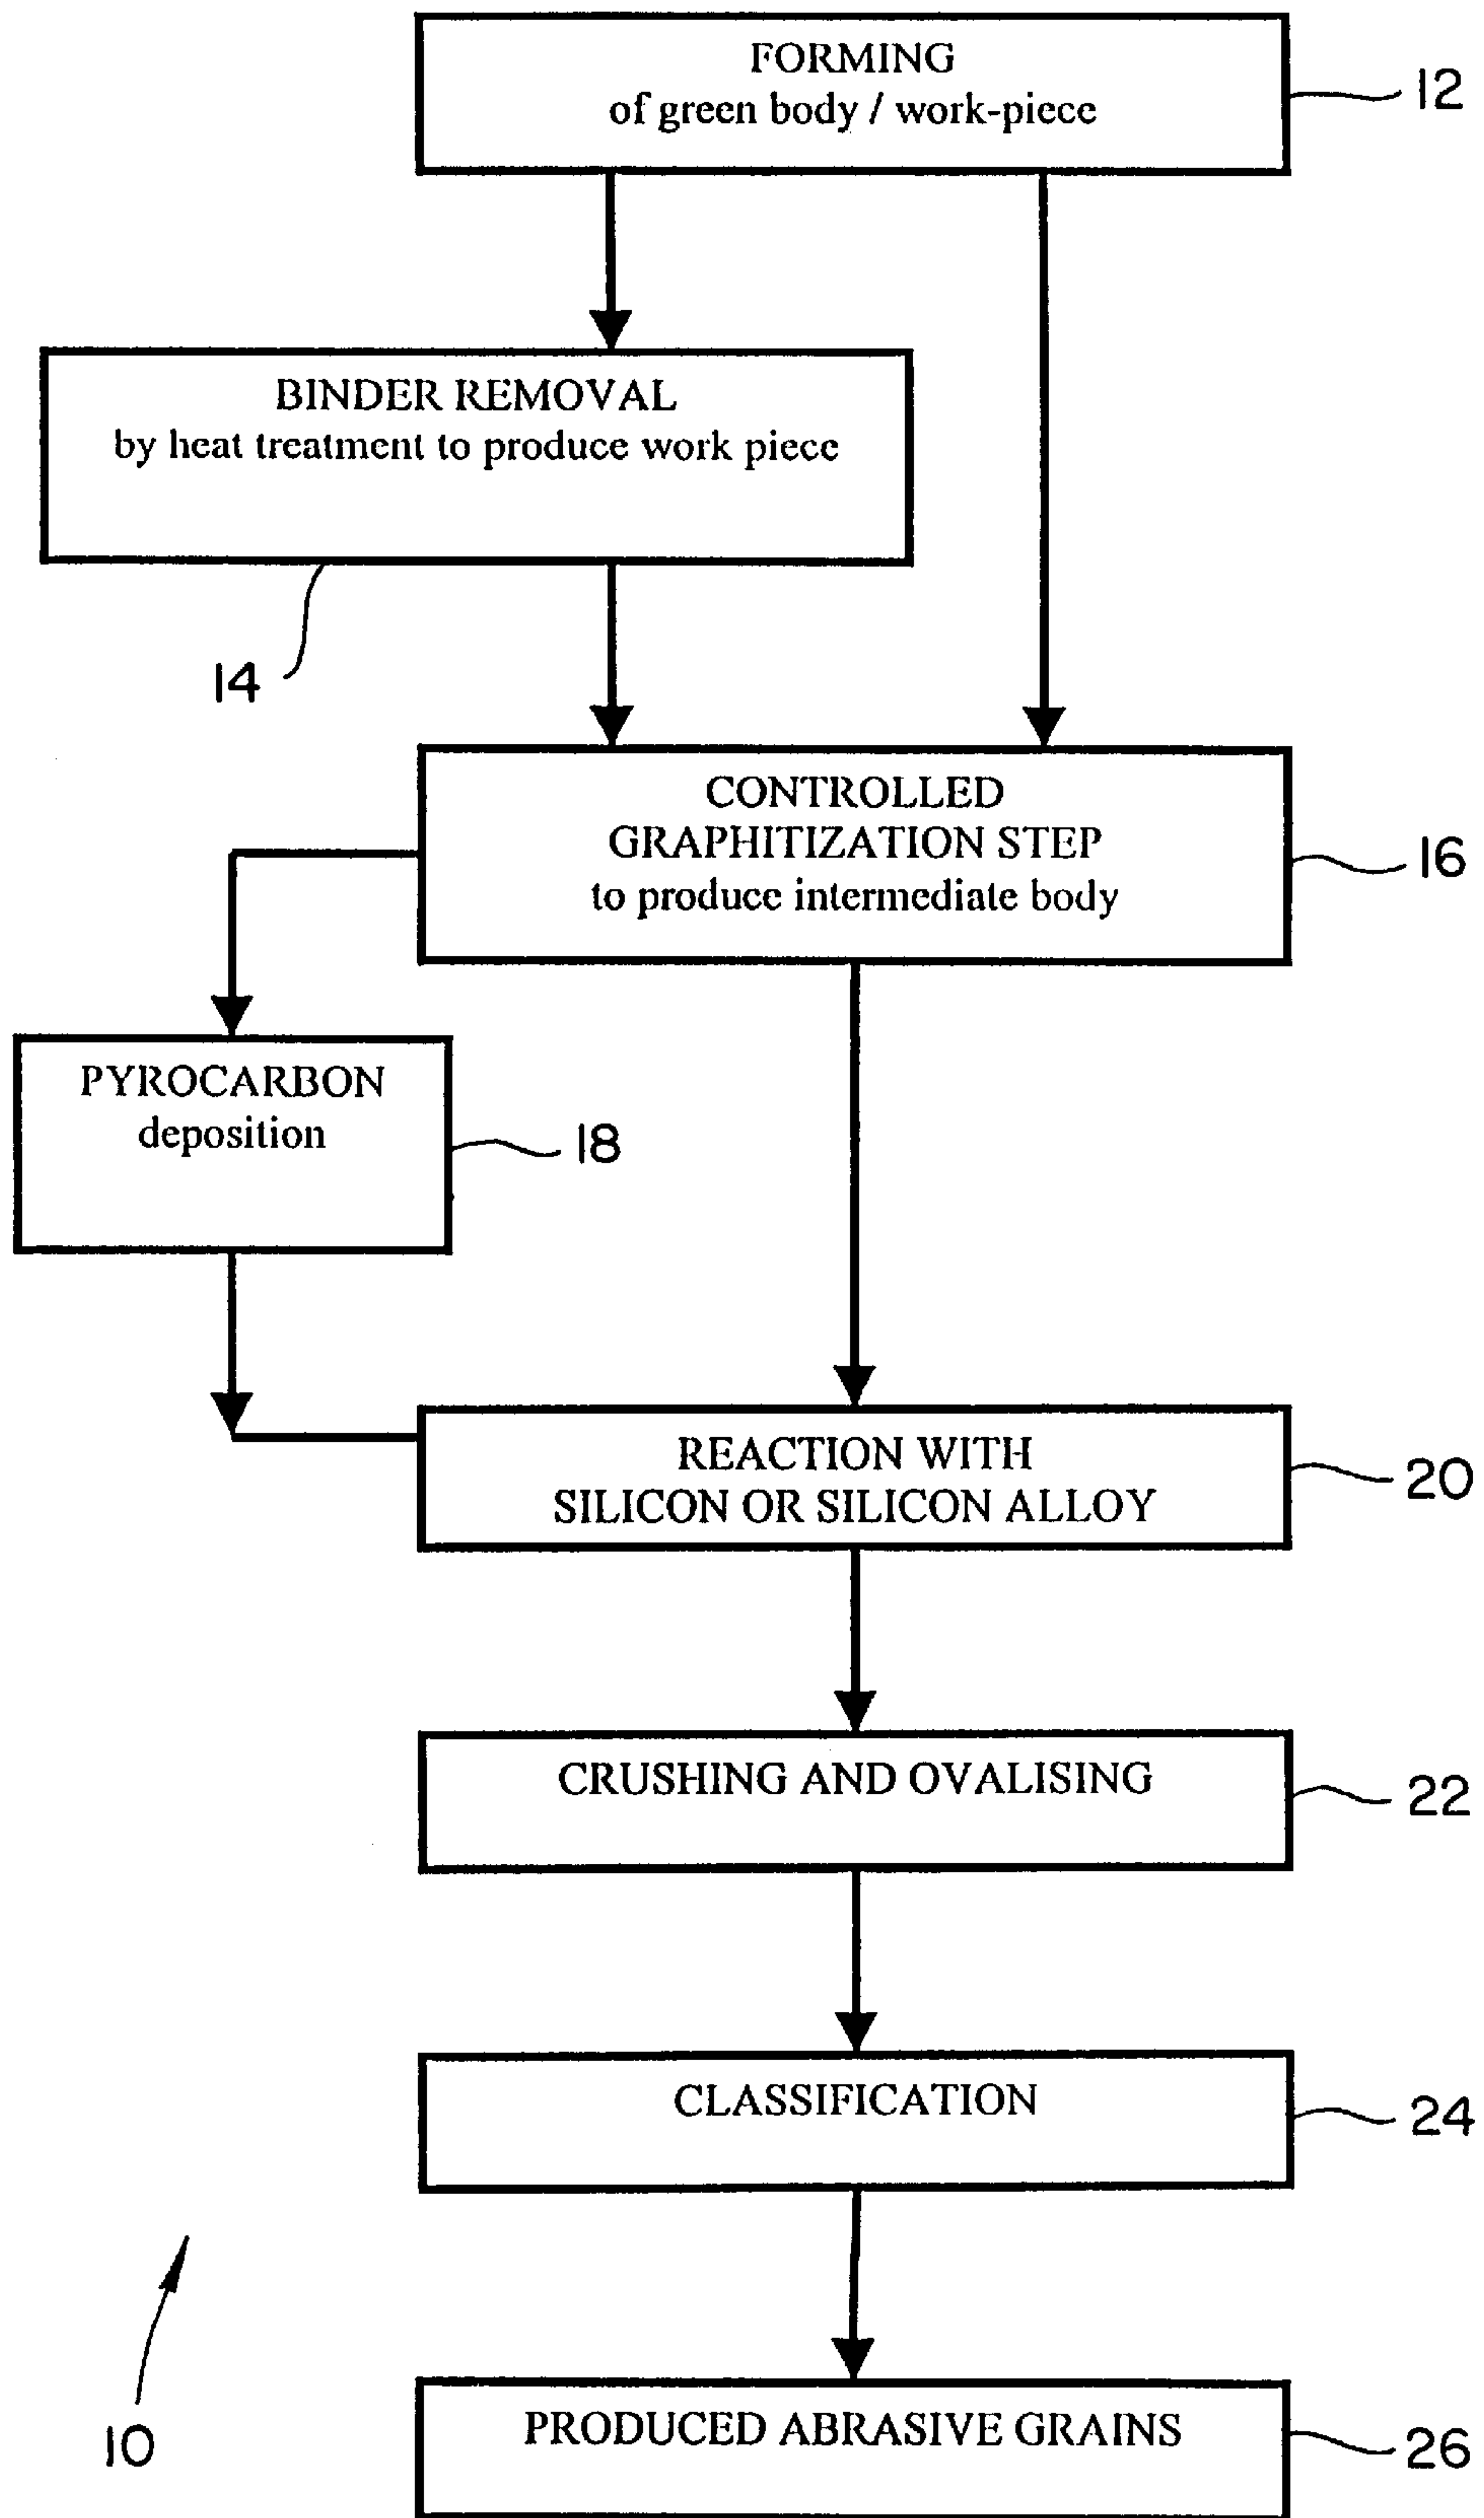 FORMING
of green body / work-piece
12
BINDER REMOVAL
by heat treatment to produce work piece
14
CONTROLLED
GRAPHITIZATION STEP
to produce intermediate body
16
PYROCARBON
deposition
18
REACTION WITH
SILICON OR SILICON ALLOY
20
CRUSHING AND OVALISING
22
CLASSIFICATION
24
10
PRODUCED ABRASIVE GRAINS
26